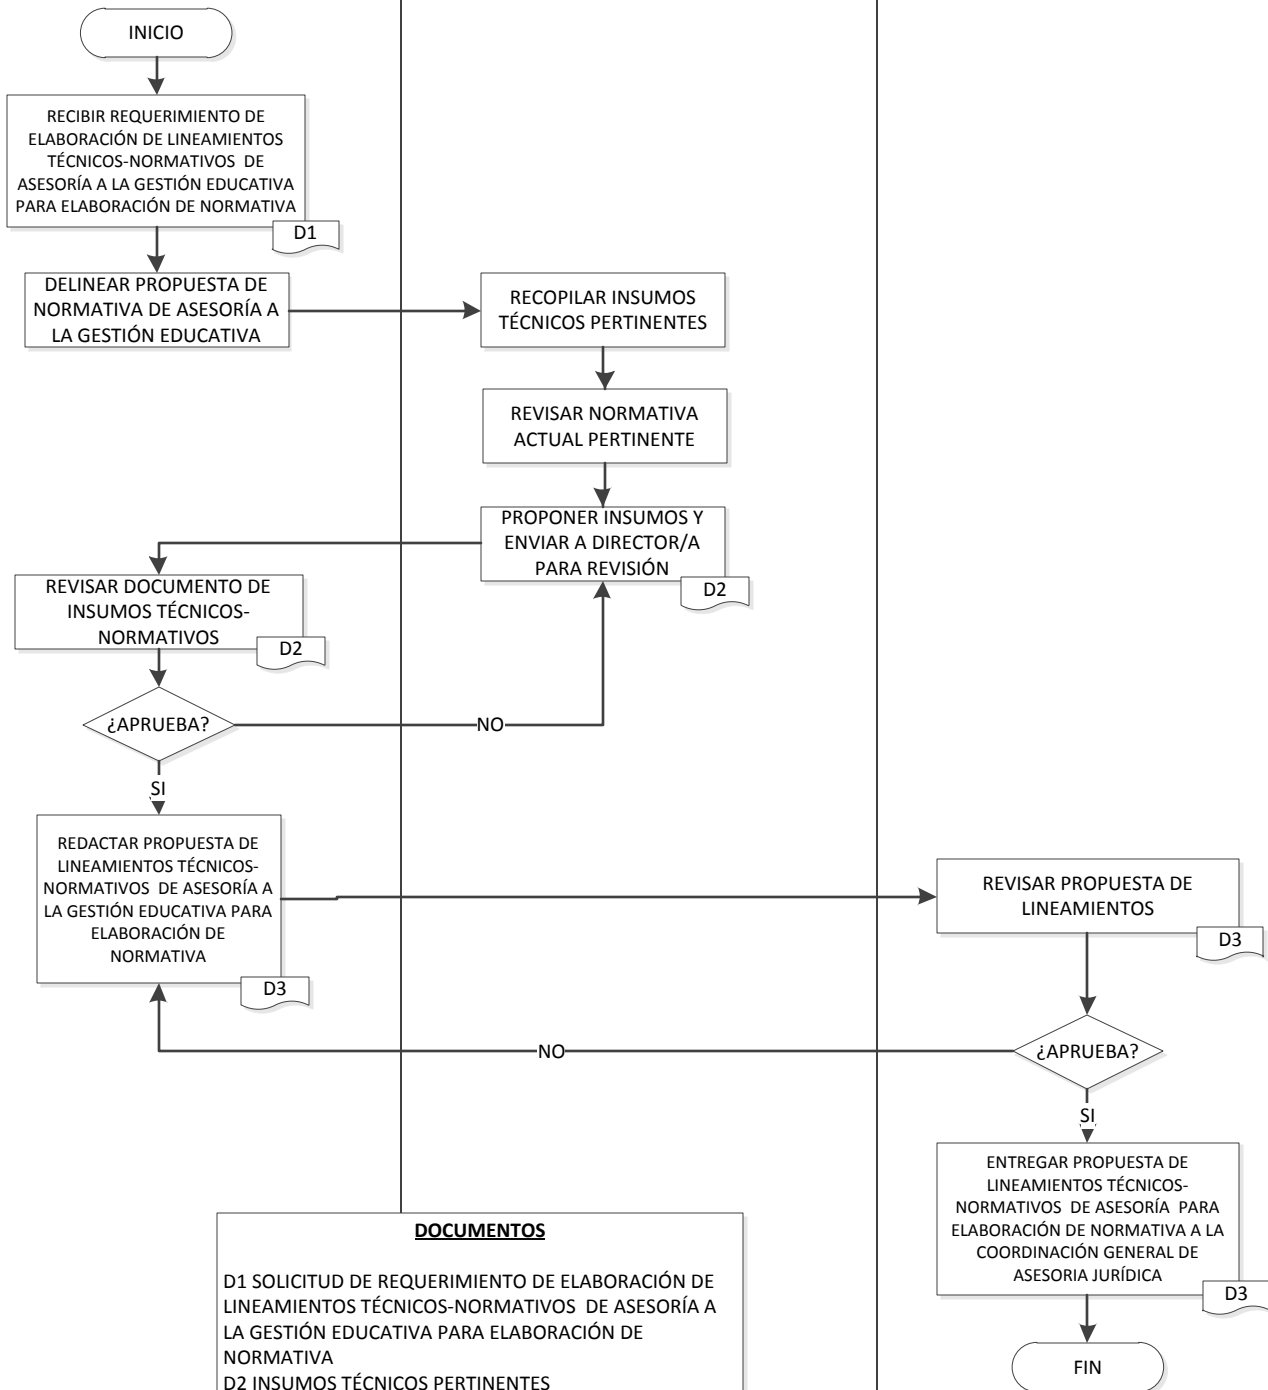 INICIO
RECIBIR REQUERIMIENTO DE
ELABORACIÓN DE LINEAMIENTOS
TÉCNICOS-NORMATIVOS DE
ASESORÍA A LA GESTIÓN EDUCATIVA
PARA ELABORACIÓN DE NORMATIVA
D1
DELINEAR PROPUESTA DE
NORMATIVA DE ASESORÍA A
LA GESTIÓN EDUCATIVA
RECOPILAR INSUMOS
TÉCNICOS PERTINENTES
REVISAR NORMATIVA
ACTUAL PERTINENTE
PROPONER INSUMOS Y
ENVIAR A DIRECTOR/A
PARA REVISIÓN
D2
REVISAR DOCUMENTO DE
INSUMOS TÉCNICOS-
NORMATIVOS
D2
¿APRUEBA?
NO
SI
REDACTAR PROPUESTA DE
LINEAMIENTOS TÉCNICOS-
NORMATIVOS DE ASESORÍA A
LA GESTIÓN EDUCATIVA PARA
ELABORACIÓN DE
NORMATIVA
D3
REVISAR PROPUESTA DE
LINEAMIENTOS
D3
¿APRUEBA?
NO
SI
ENTREGAR PROPUESTA DE
LINEAMIENTOS TÉCNICOS-
NORMATIVOS DE ASESORÍA PARA
ELABORACIÓN DE NORMATIVA A LA
COORDINACIÓN GENERAL DE
ASESORIA JURÍDICA
D3
FIN
DOCUMENTOS
D1 SOLICITUD DE REQUERIMIENTO DE ELABORACIÓN DE
LINEAMIENTOS TÉCNICOS-NORMATIVOS DE ASESORÍA A
LA GESTIÓN EDUCATIVA PARA ELABORACIÓN DE
NORMATIVA
D2 INSUMOS TÉCNICOS PERTINENTES